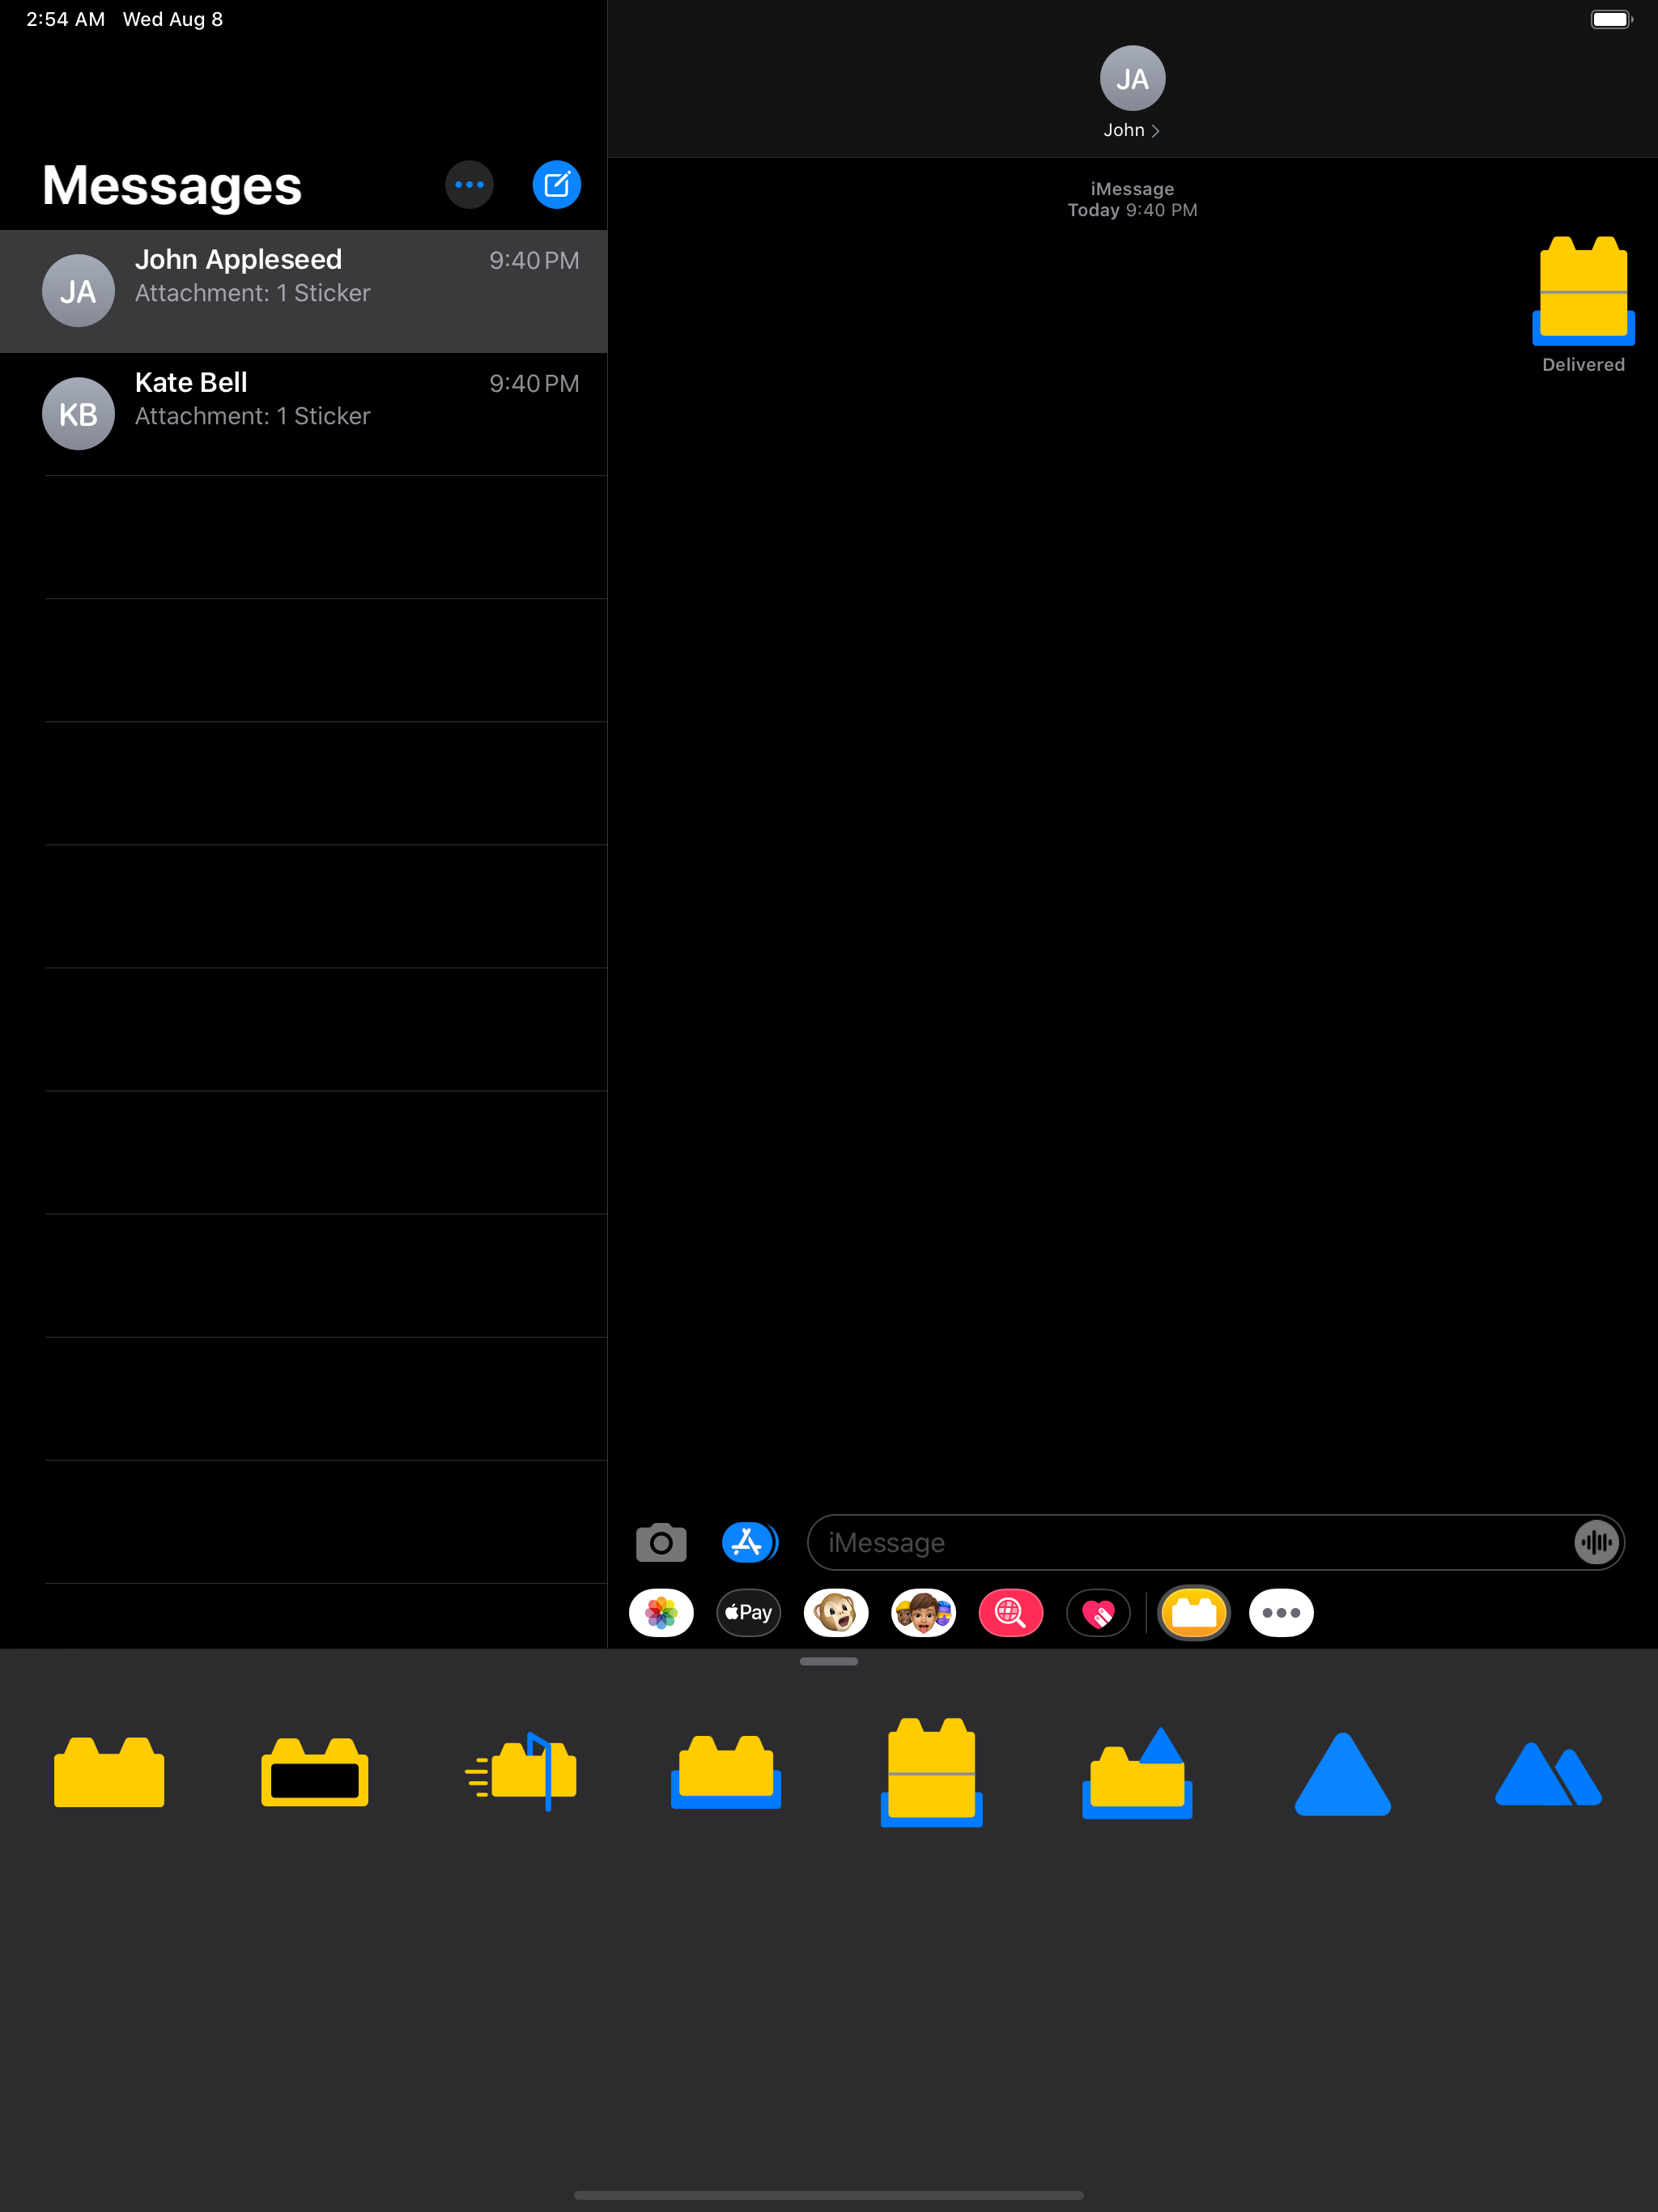 2:54 AM Wed Aug 8
Messages
John Appleseed 9:40 PM
Attachment: 1 Sticker
JA
Kate Bell 9:40 PM
Attachment: 1 Sticker
KB
JA
John
iMessage
Today 9:40 PM
Delivered
iMessage
Pay